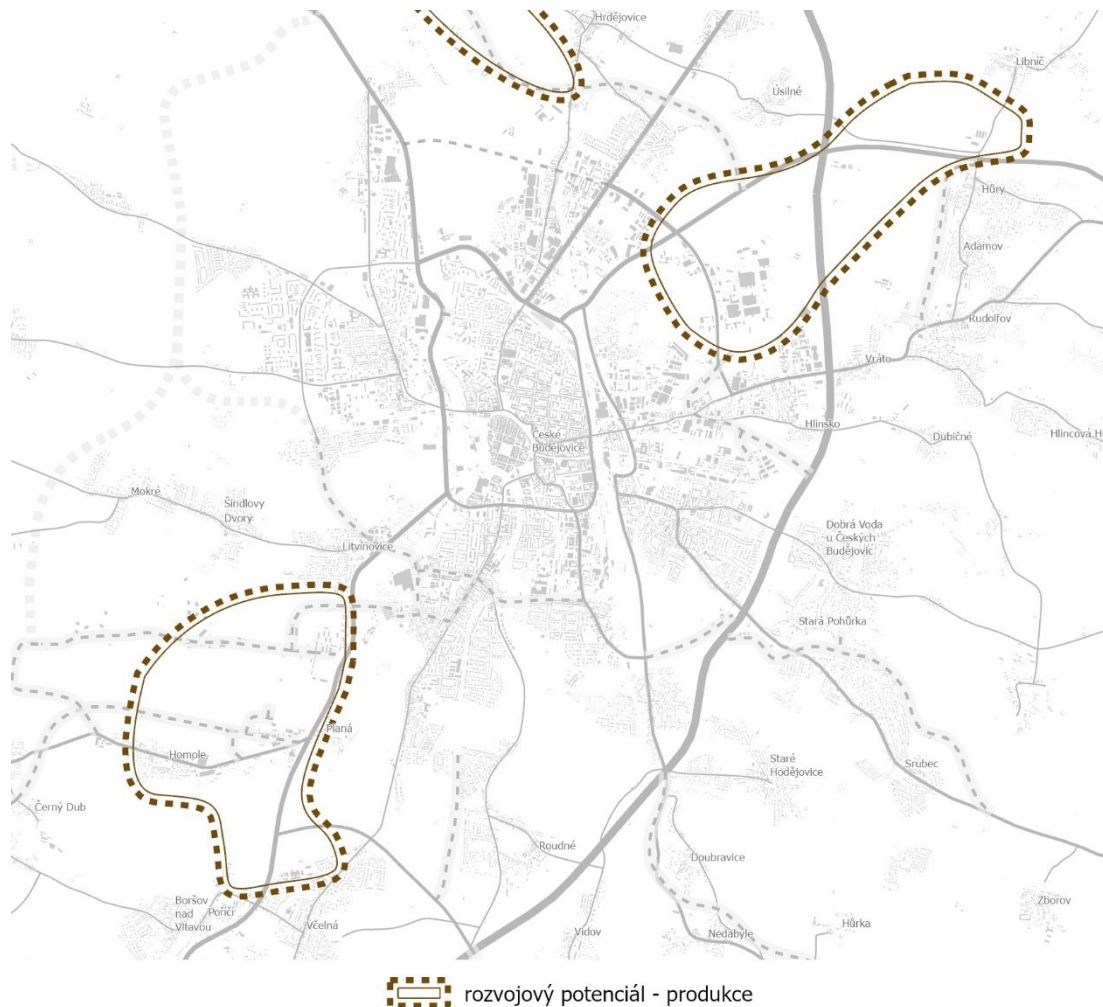 Hrdějovice
Libníč
Úsilné
Hůry
Adamov
Rudolfov
Vráto
Hlinsko
Dubičné
Hlincová H
České
Budějovice
Mokré
Šindlovy
Dvory
Litvínovice
Dobrá Voda
u Českých
Budějovic
Stará Pohůrka
Planá
Homole
Staré
Hodějovice
Srubec
Černý Dub
Roudné
Doubravice
Boršov
nad
Vltavou
Poříčí
Včelná
Vidov
Nedabyle
Hůrka
Zborov
rozvojový potenciál - produkce